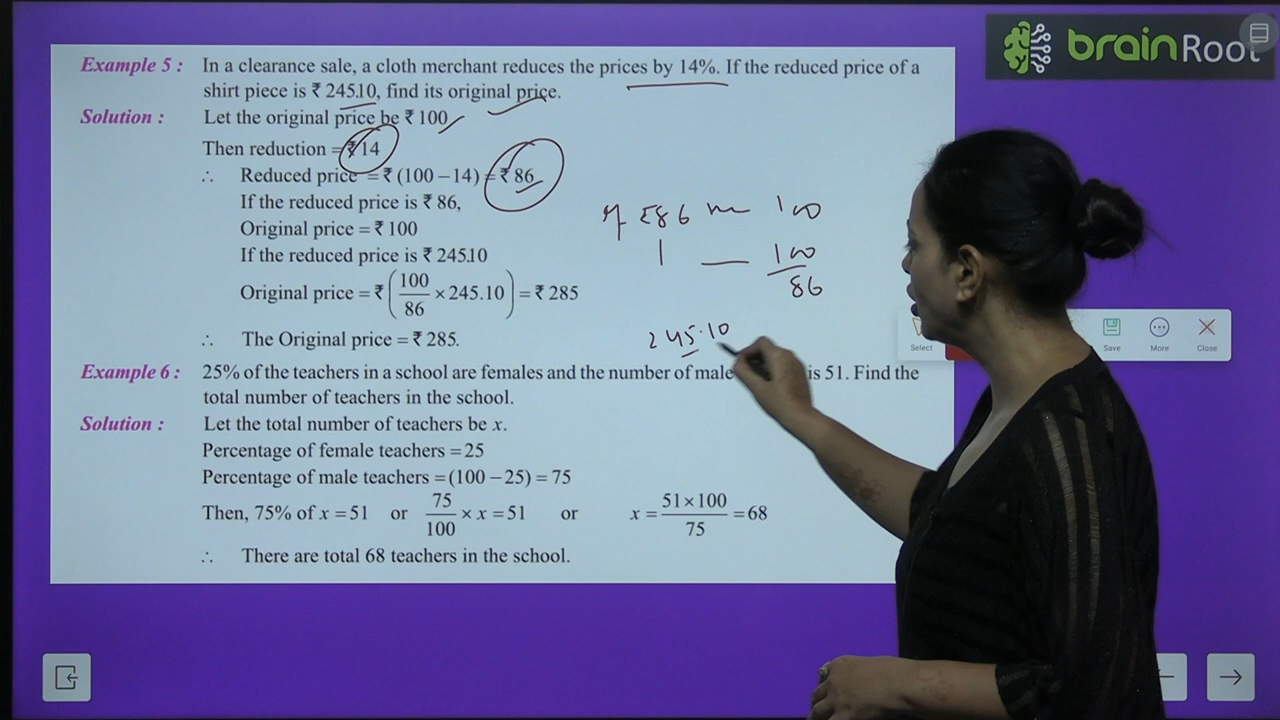 brainRoot
Example 5 : In a clearance sale, a cloth merchant reduces the prices by 14%. If the reduced price of a
shirt piece is ₹ 245.10, find its original price.
Solution : Let the original price be ₹ 100
Then reduction = ₹ 14
∴ Reduced price = ₹ (100 – 14) = ₹ 86
If the reduced price is ₹ 86,
Original price = ₹ 100
If the reduced price is ₹ 245.10
Original price = ₹ (100/86 × 245.10) = ₹ 285
∴ The Original price = ₹ 285.
₹86 100
1 — 100/86
245.10
Select Save More Close
Example 6 : 25% of the teachers in a school are females and the number of male is 51. Find the
total number of teachers in the school.
Solution : Let the total number of teachers be x.
Percentage of female teachers = 25
Percentage of male teachers = (100 – 25) = 75
Then, 75% of x = 51 or 75/100 × x = 51 or x = 51×100/75 = 68
∴ There are total 68 teachers in the school.